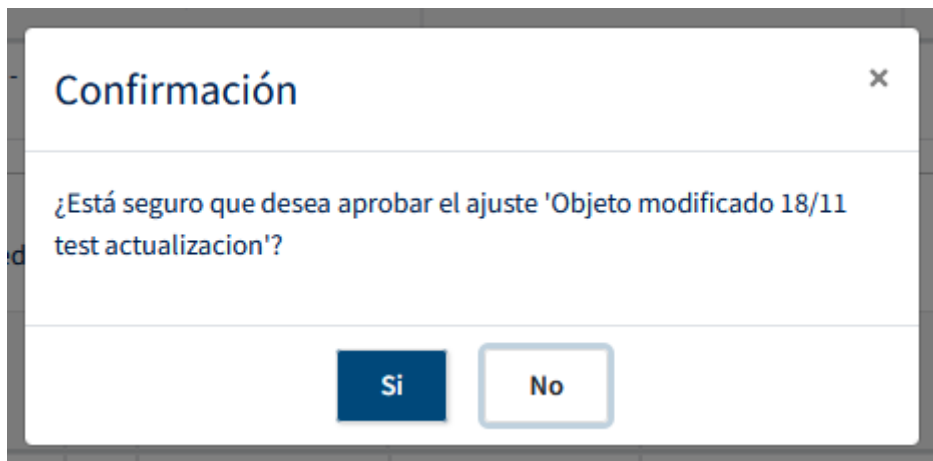 Confirmación
×
¿Está seguro que desea aprobar el ajuste 'Objeto modificado 18/11
test actualizacion'?
Si
No